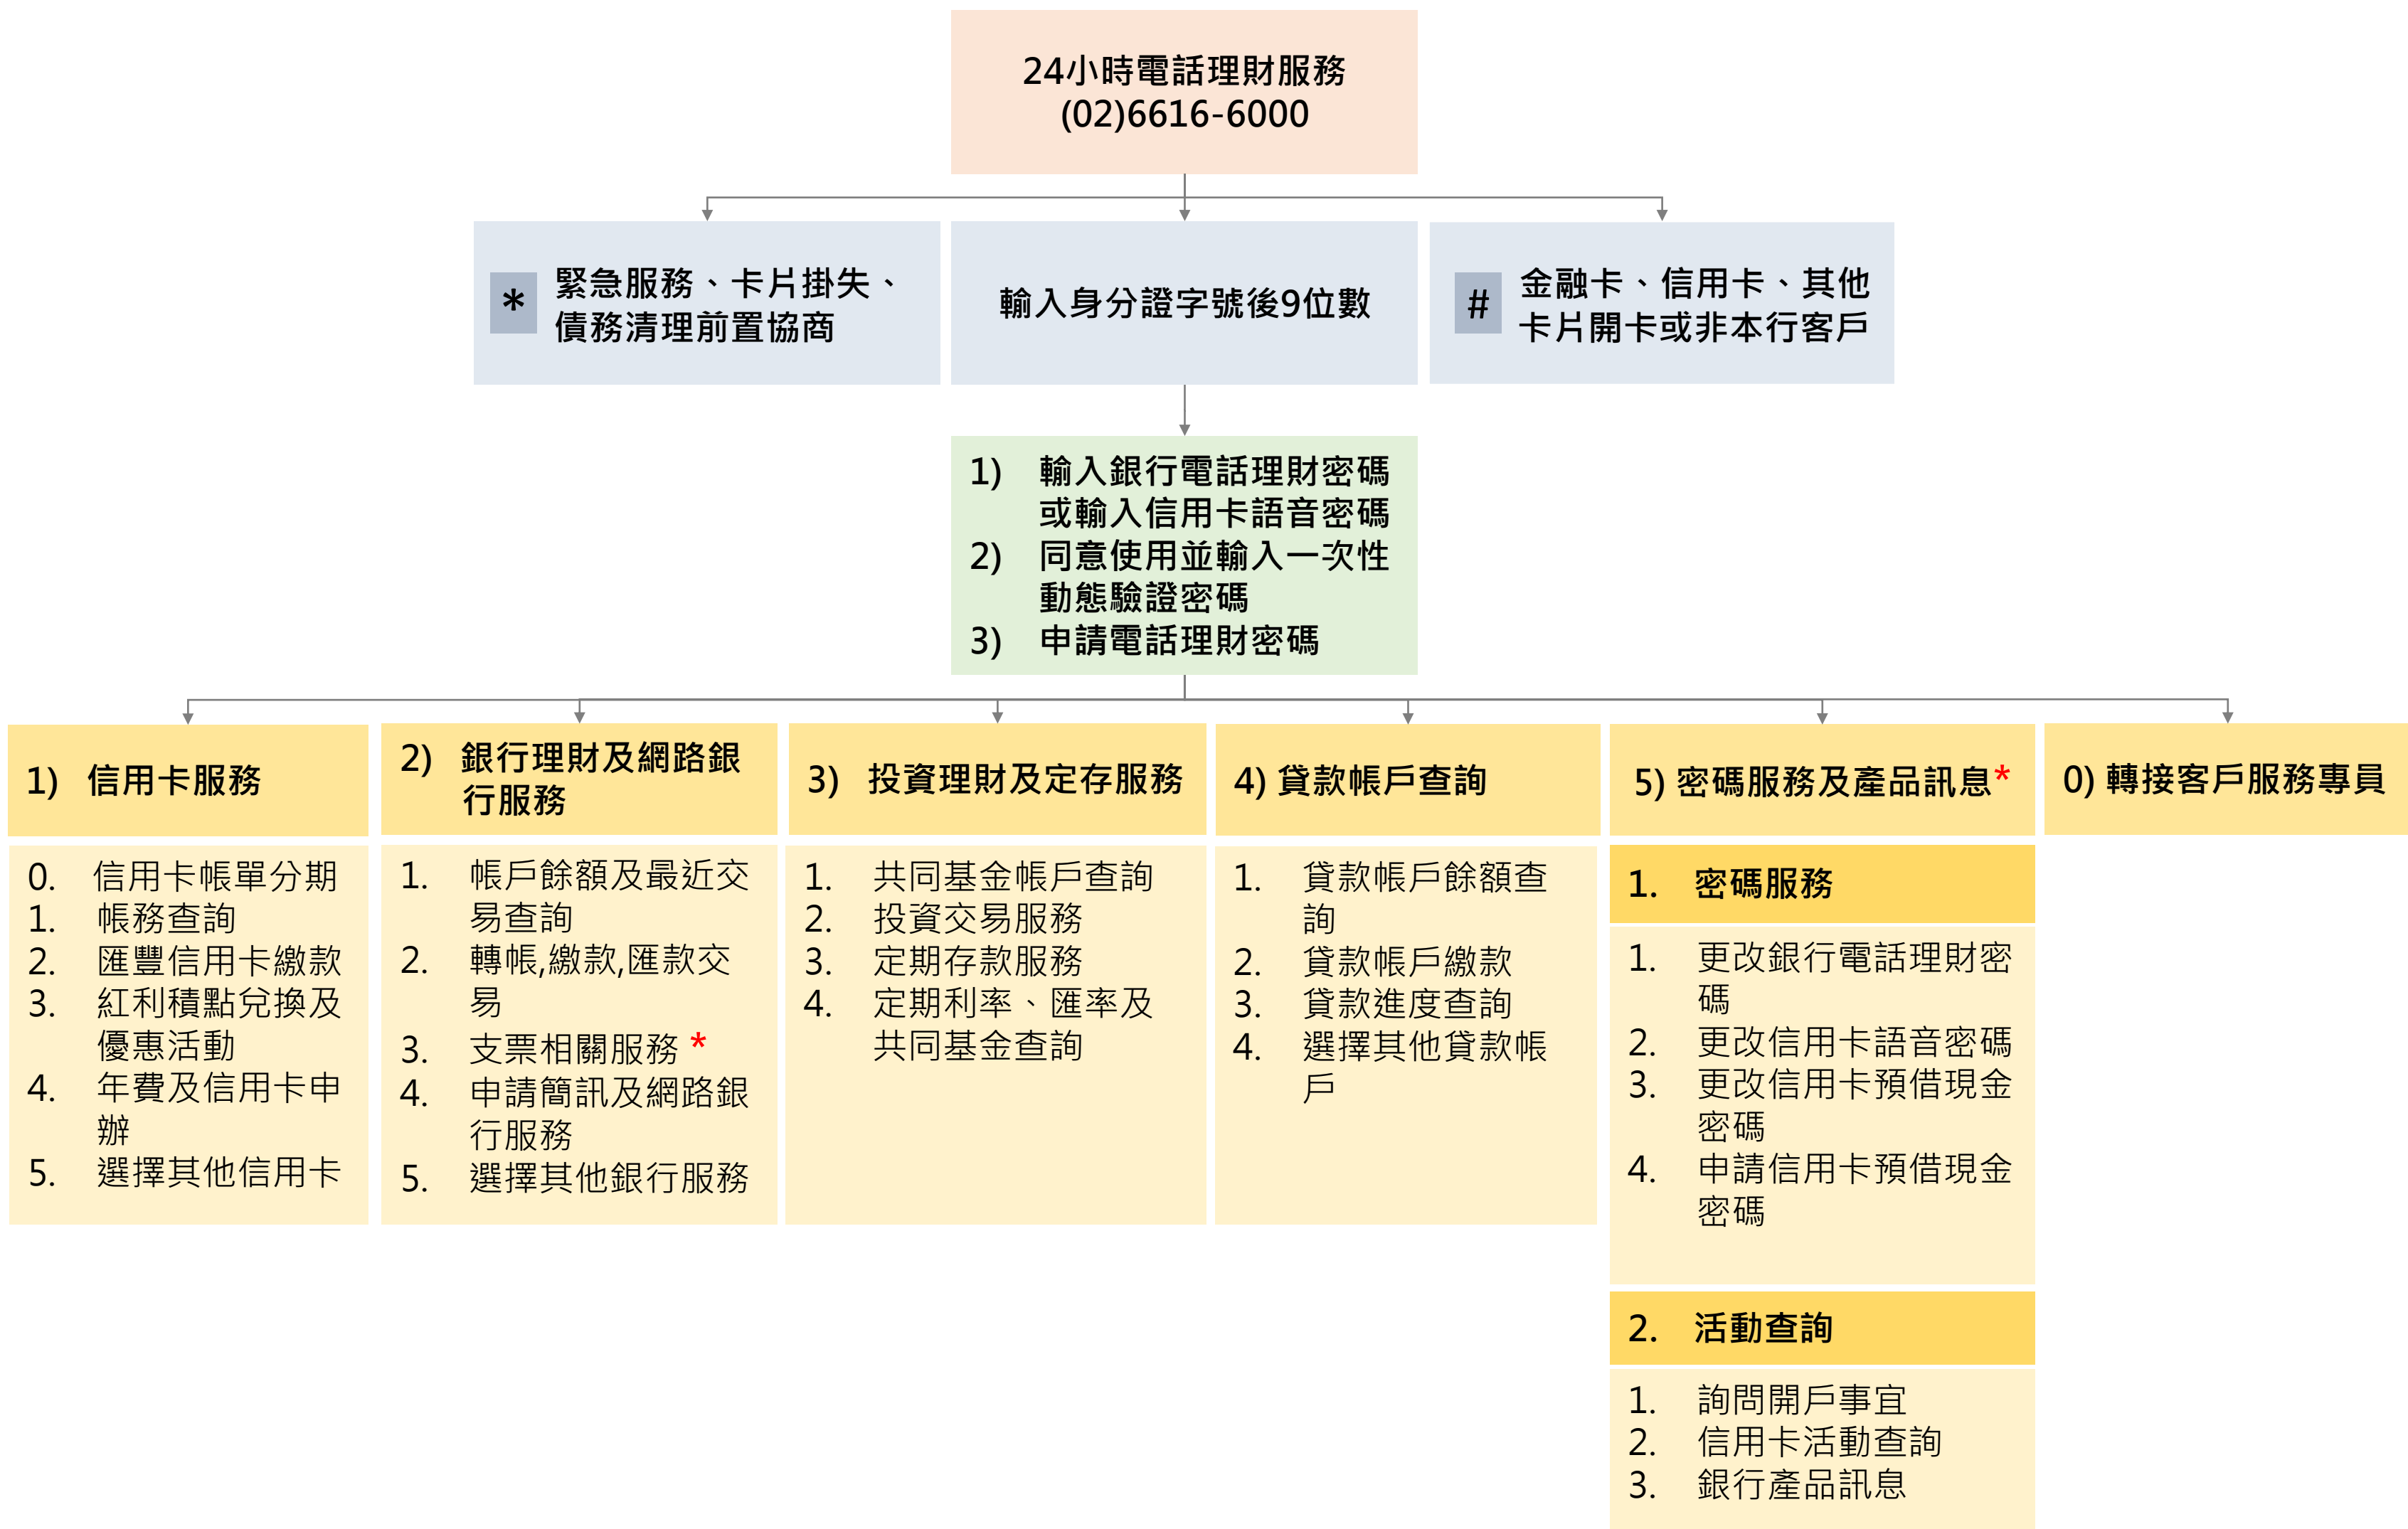 24小時電話理財服務
(02)6616-6000
* 緊急服務、卡片掛失、
債務清理前置協商
輸入身分證字號後9位數
# 金融卡、信用卡、其他
卡片開卡或非本行客戶
1) 輸入銀行電話理財密碼
或輸入信用卡語音密碼
2) 同意使用並輸入一次性
動態驗證密碼
3) 申請電話理財密碼
1) 信用卡服務
0. 信用卡帳單分期
1. 帳務查詢
2. 匯豐信用卡繳款
3. 紅利積點兌換及
優惠活動
4. 年費及信用卡申
辦
5. 選擇其他信用卡
2) 銀行理財及網路銀
行服務
1. 帳戶餘額及最近交
易查詢
2. 轉帳,繳款,匯款交
易
3. 支票相關服務 *
4. 申請簡訊及網路銀
行服務
5. 選擇其他銀行服務
3) 投資理財及定存服務
1. 共同基金帳戶查詢
2. 投資交易服務
3. 定期存款服務
4. 定期利率、匯率及
共同基金查詢
4) 貸款帳戶查詢
1. 貸款帳戶餘額查
詢
2. 貸款帳戶繳款
3. 貸款進度查詢
4. 選擇其他貸款帳
戶
5) 密碼服務及產品訊息*
1. 密碼服務
1. 更改銀行電話理財密
碼
2. 更改信用卡語音密碼
3. 更改信用卡預借現金
密碼
4. 申請信用卡預借現金
密碼
2. 活動查詢
1. 詢問開戶事宜
2. 信用卡活動查詢
3. 銀行產品訊息
0) 轉接客戶服務專員